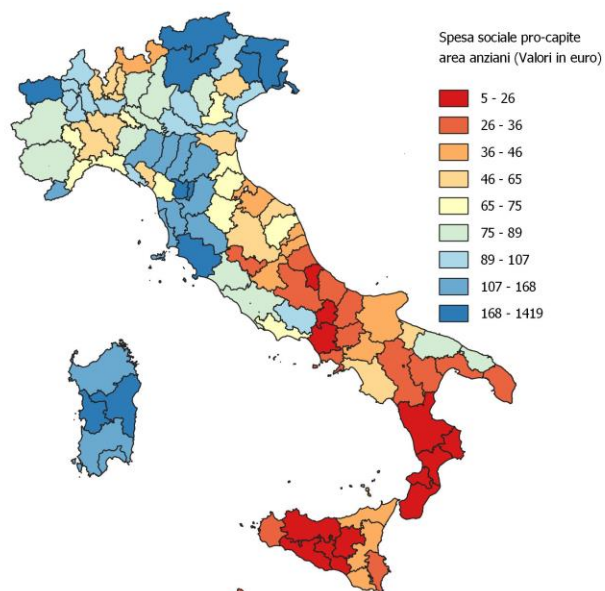 Spesa sociale pro-capite
area anziani (Valori in euro)
5 - 26
26 - 36
36 - 46
46 - 65
65 - 75
75 - 89
89 - 107
107 - 168
168 - 1419